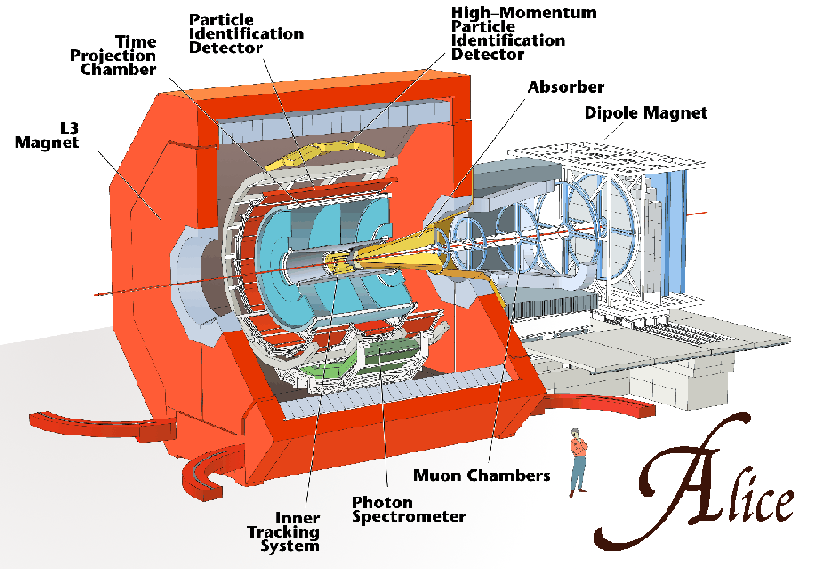 Particle
Identification
Detector
High–Momentum
Particle
Identification
Detector
Time
Projection
Chamber
Absorber
Dipole Magnet
L3
Magnet
Muon Chambers
Photon
Spectrometer
Inner
Tracking
System
Alice